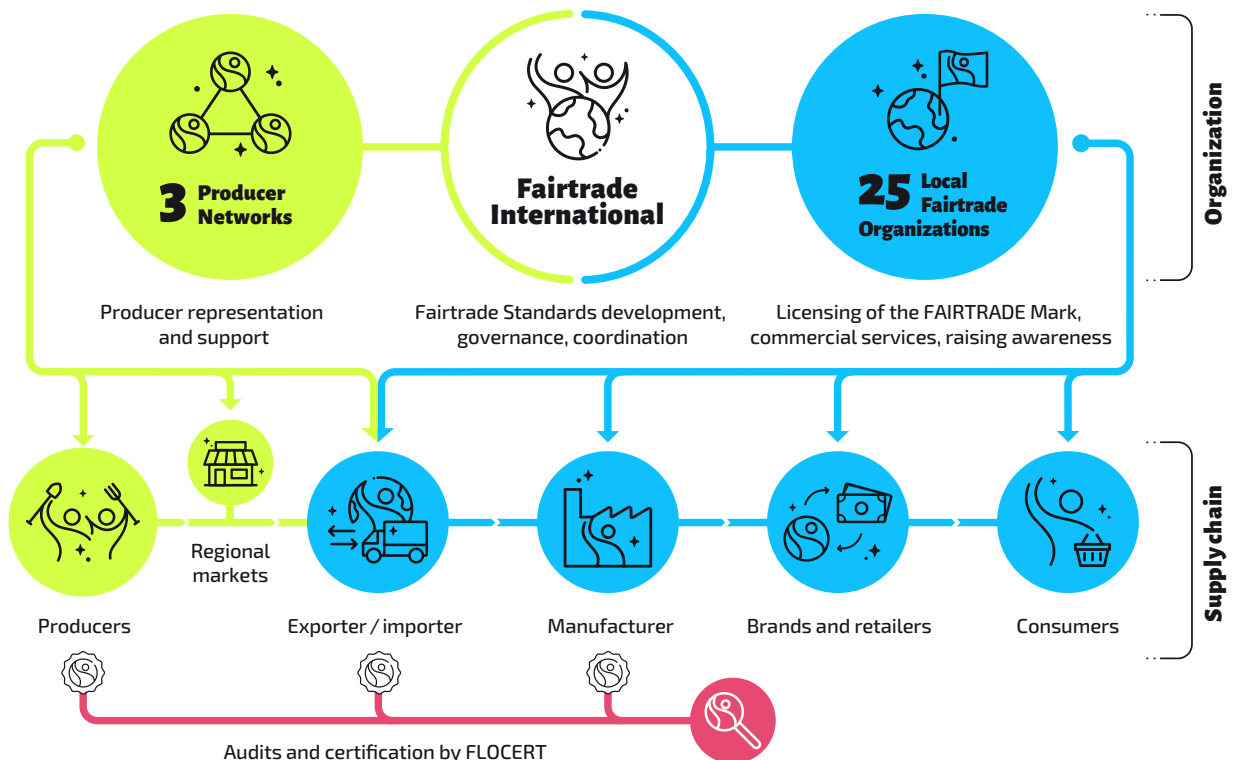 3 Producer
Networks
Fairtrade
International
25 Local
Fairtrade
Organizations
Organization
Producer representation
and support
Fairtrade Standards development,
governance, coordination
Licensing of the FAIRTRADE Mark,
commercial services, raising awareness
Regional
markets
Supply chain
Producers
Exporter / importer
Manufacturer
Brands and retailers
Consumers
Audits and certification by FLOCERT